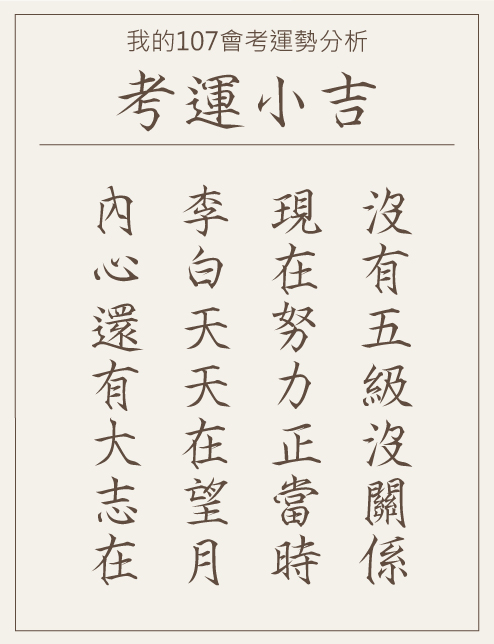 我的107會考運勢分析
考運小吉
沒有五級沒關係
現在努力正當時
李白天天在望月
內心還有大志在